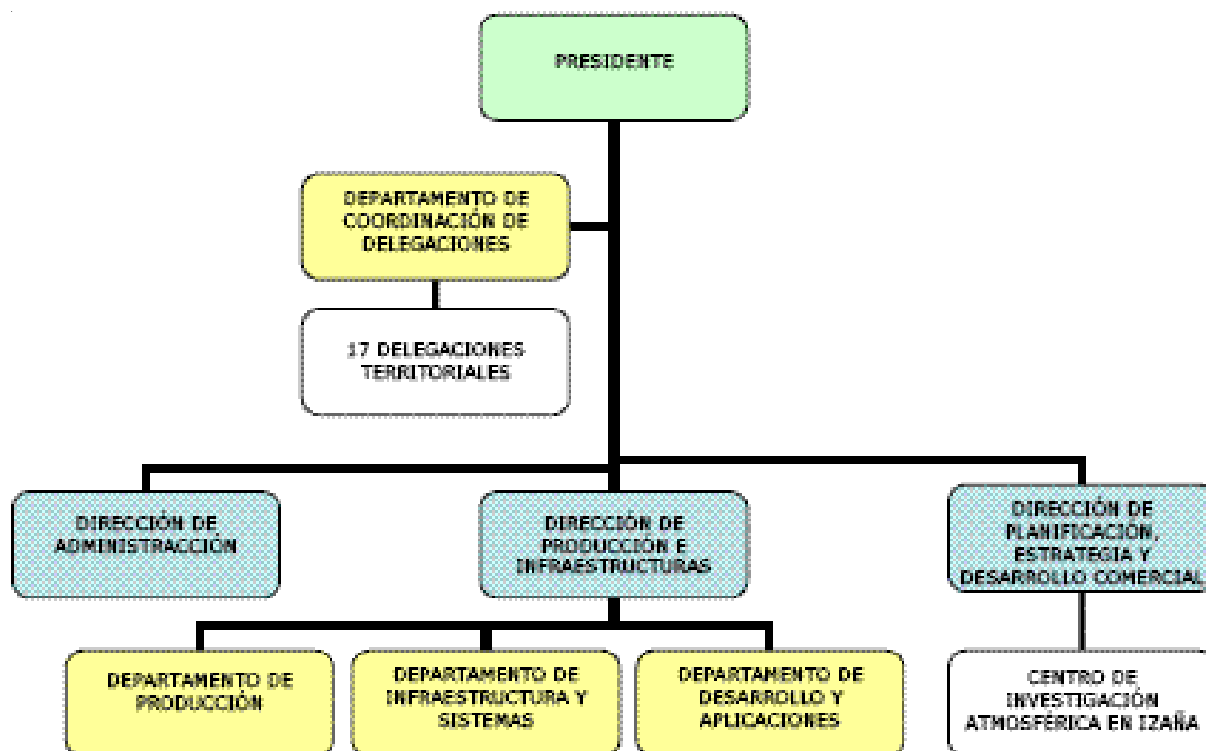 PRESIDENTE
DEPARTAMENTO DE
COORDINACIÓN DE
DELEGACIONES
17 DELEGACIONES
TERRITORIALES
DIRECCIÓN DE
ADMINISTRACCIÓN
DIRECCIÓN DE
PRODUCCIÓN E
INFRAESTRUCTURAS
DIRECCIÓN DE
PLANIFICACIÓN,
ESTRATEGIA Y
DESARROLLO COMERCIAL
DEPARTAMENTO DE
PRODUCCIÓN
DEPARTAMENTO DE
INFRAESTRUCTURA Y
SISTEMAS
DEPARTAMENTO DE
DESARROLLO Y
APLICACIONES
CENTRO DE
INVESTIGACIÓN
ATMOSFÉRICA EN IZAÑA